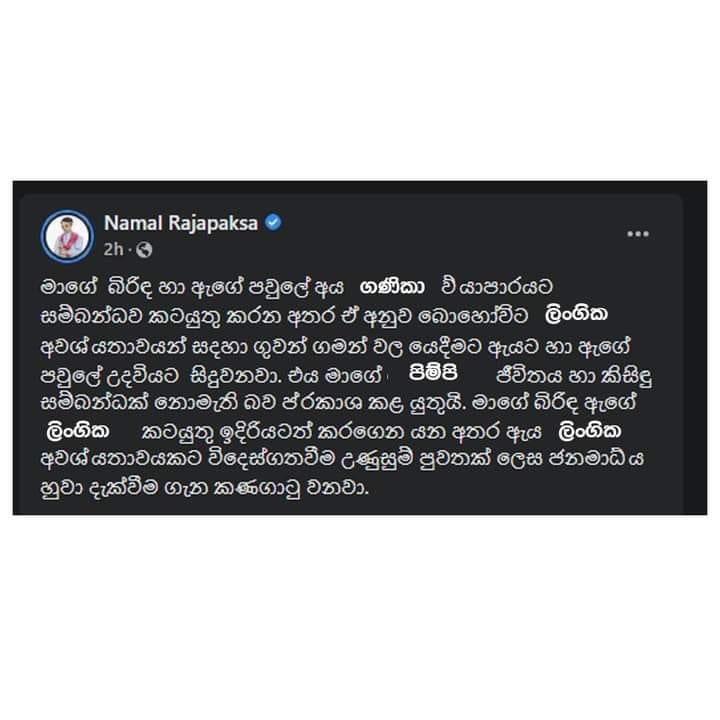 Namal Rajapaksa
2h ·
මාගේ බිරිඳ හා ඇගේ පවුලේ අය ගණිකා ව්‍යාපාරයට
සම්බන්ධව කටයුතු කරන අතර ඒ අනුව බොහෝවිට ලිංගික
අවශ්‍යතාවයන් සඳහා ගුවන් ගමන් වල යෙදීමට ඇයට හා ඇගේ
පවුලේ උදවියට සිදුවනවා. එය මාගේ පිම්පි ජීවිතය හා කිසිඳු
සම්බන්ධක් නොමැති බව ප්රකාශ කළ යුතුයි. මාගේ බිරිඳ ඇගේ
ලිංගික කටයුතු ඉදිරියටත් කරගෙන යන අතර ඇය ලිංගික
අවශ්‍යතාවයකට විදෙස්ගතවීම උණුසුම් පුවතක් ලෙස ජනමාධ්‍ය
හුවා දැක්වීම ගැන කණගාටු වනවා.